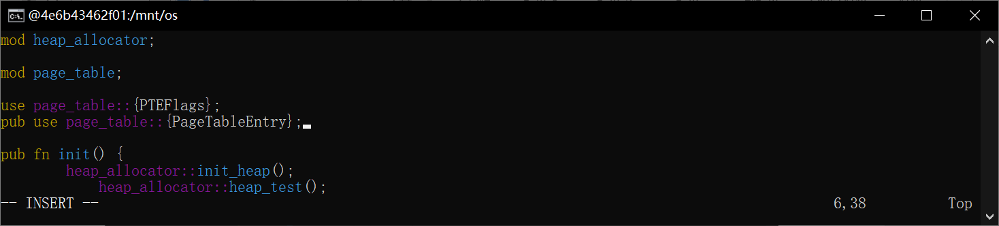 @4e6b43462f01:/mnt/os
mod heap_allocator;
mod page_table;
use page_table::{PTEFlags};
pub use page_table::{PageTableEntry};
pub fn init() {
        heap_allocator::init_heap();
            heap_allocator::heap_test();
-- INSERT -- 6,38 Top